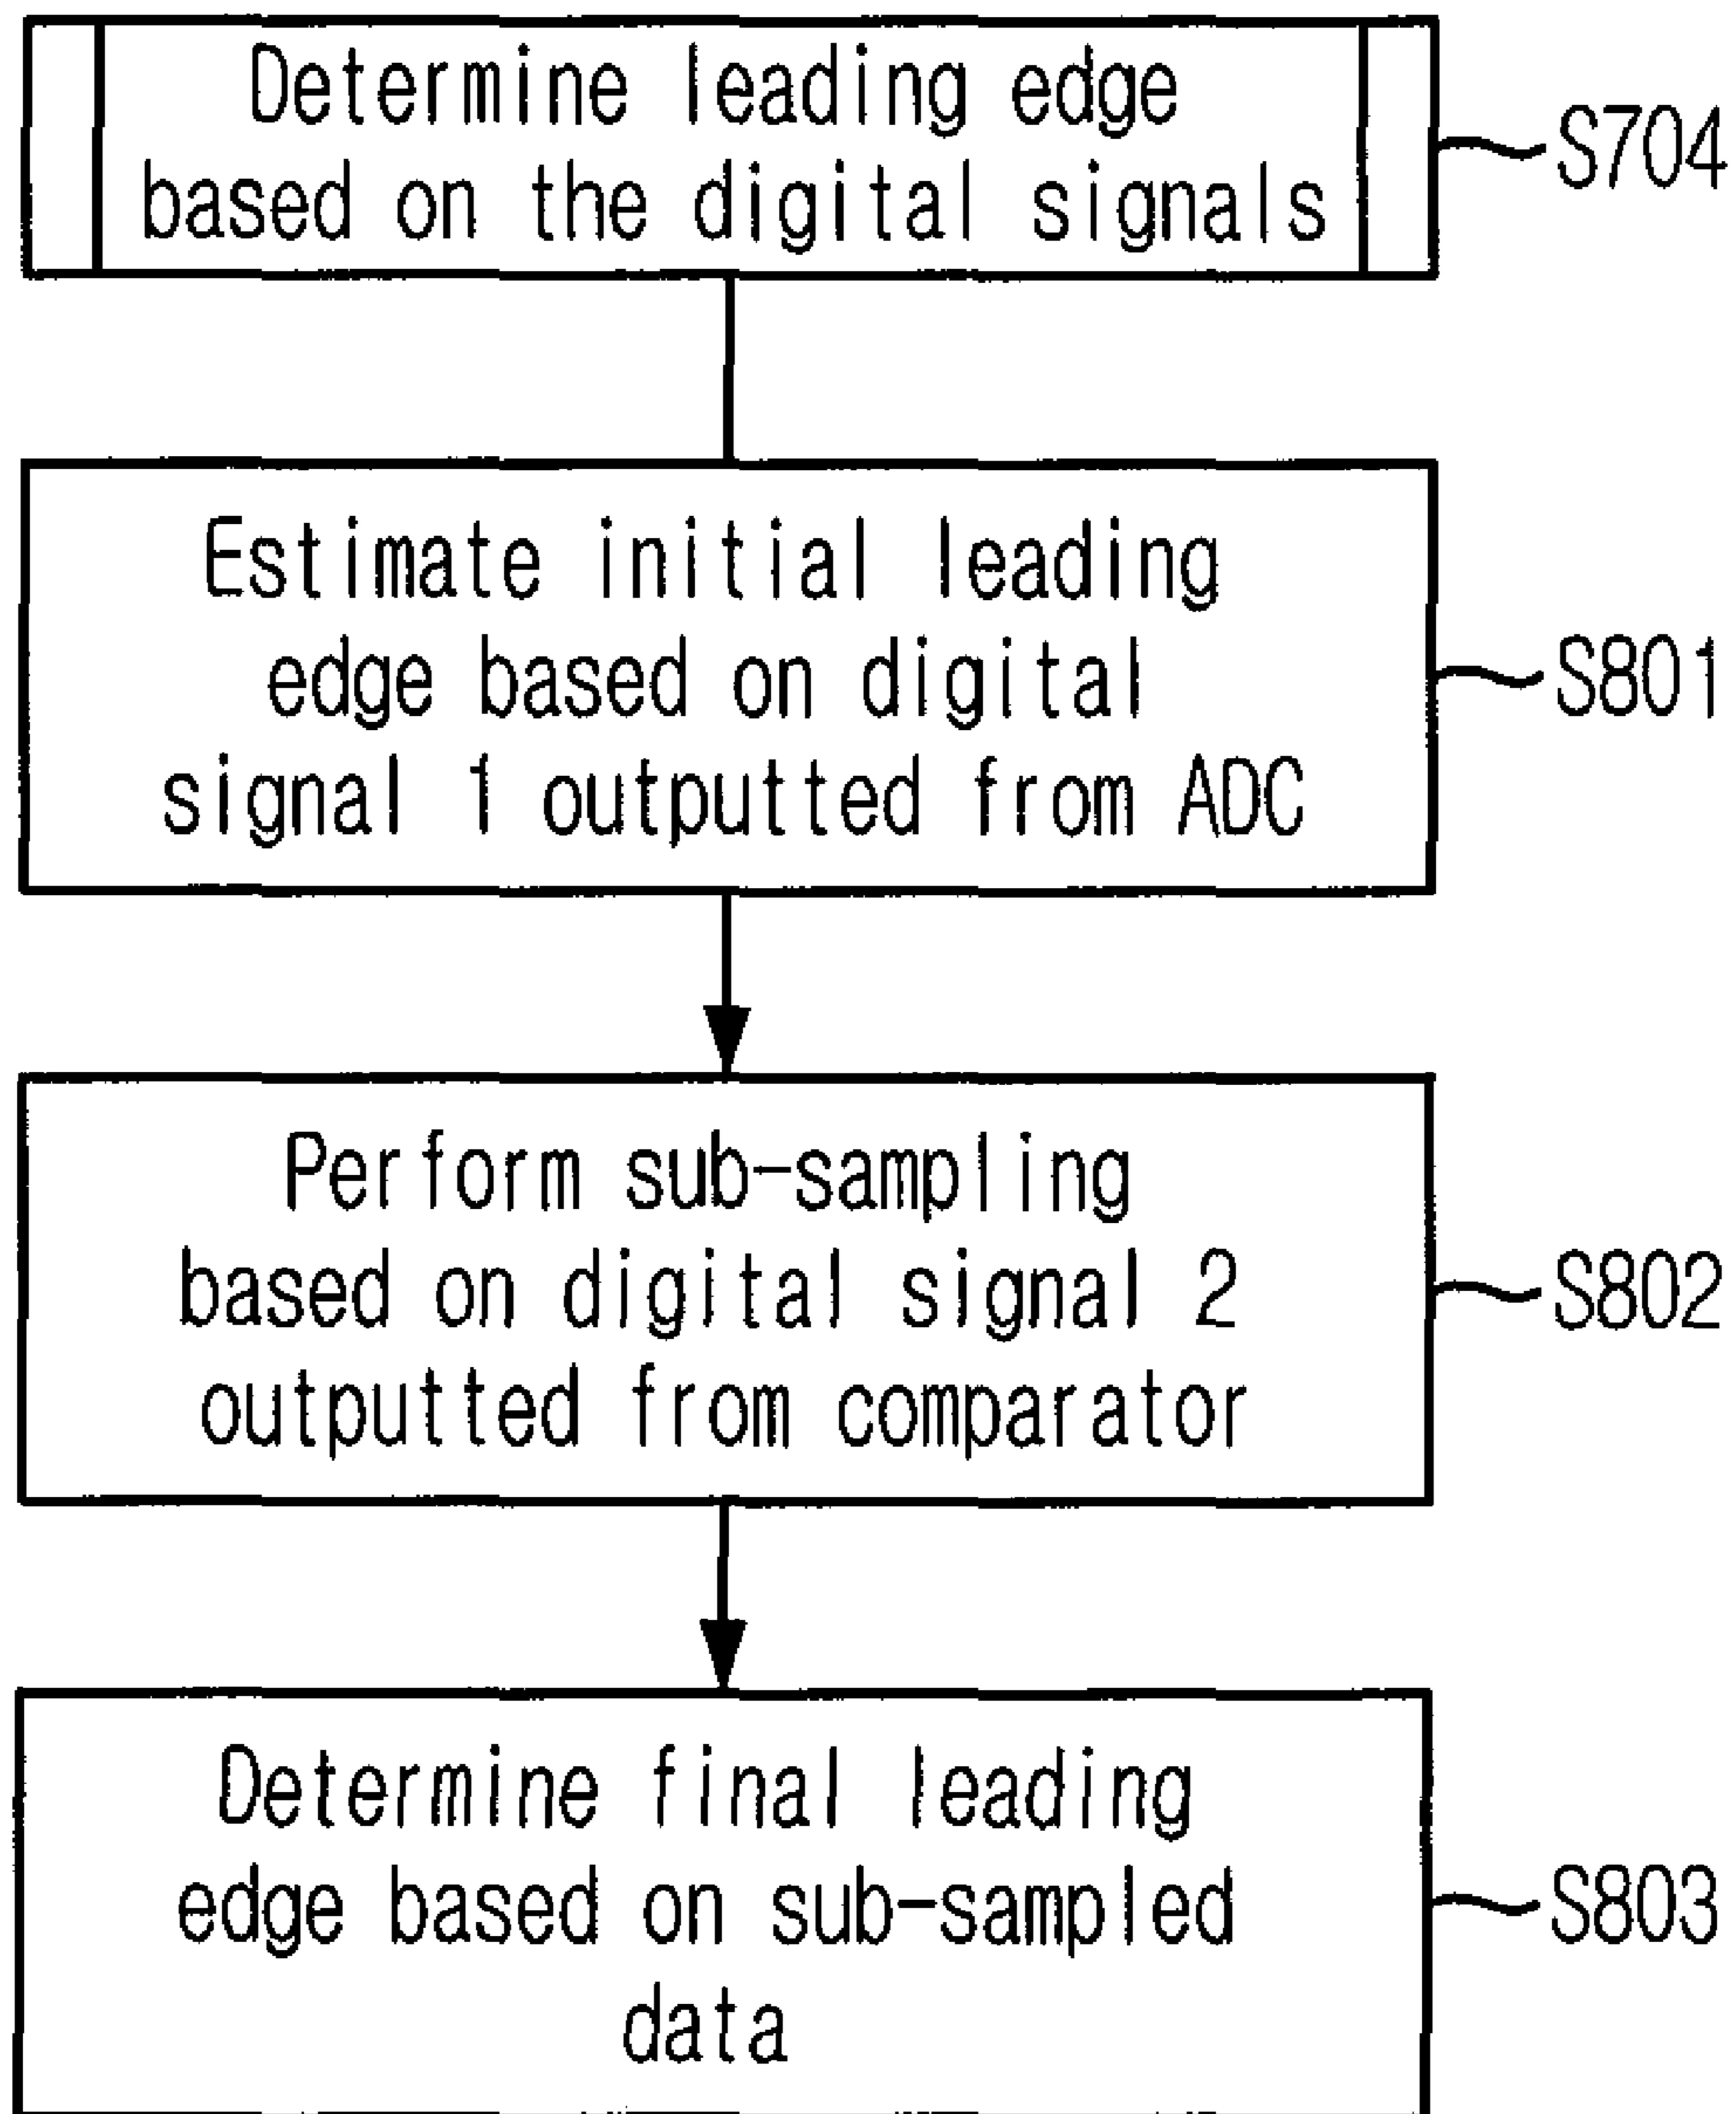 Determine leading edge
based on the digital signals
S704
Estimate initial leading
edge based on digital
signal 1 outputted from ADC
S801
Perform sub-sampling
based on digital signal 2
outputted from comparator
S802
Determine final leading
edge based on sub-sampled
data
S803